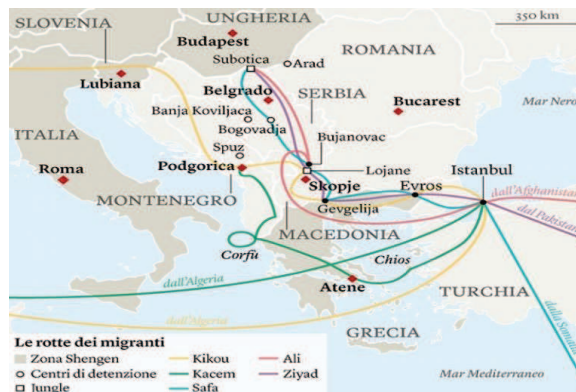 SLOVENIA
UNGHERIA
350 km
Budapest
ROMANIA
Subotica
Arad
Lubiana
Belgrado
SERBIA
Bucarest
Mar Nero
Banja Koviljaca
Bogovadja
Bujanovac
ITALIA
Spuz
Lojane
Istanbul
Roma
Podgorica
Skopje
Evros
dall'Afghanistan
MONTENEGRO
Gevgelija
dal Pakistan
MACEDONIA
Corfù
Chios
dall'Algeria
Atene
TURCHIA
dalla Somalia
dall'Algeria
GRECIA
Le rotte dei migranti
Zona Shengen
Kikou
Ali
Centri di detenzione
Kacem
Ziyad
Jungle
Safa
Mar Mediterraneo